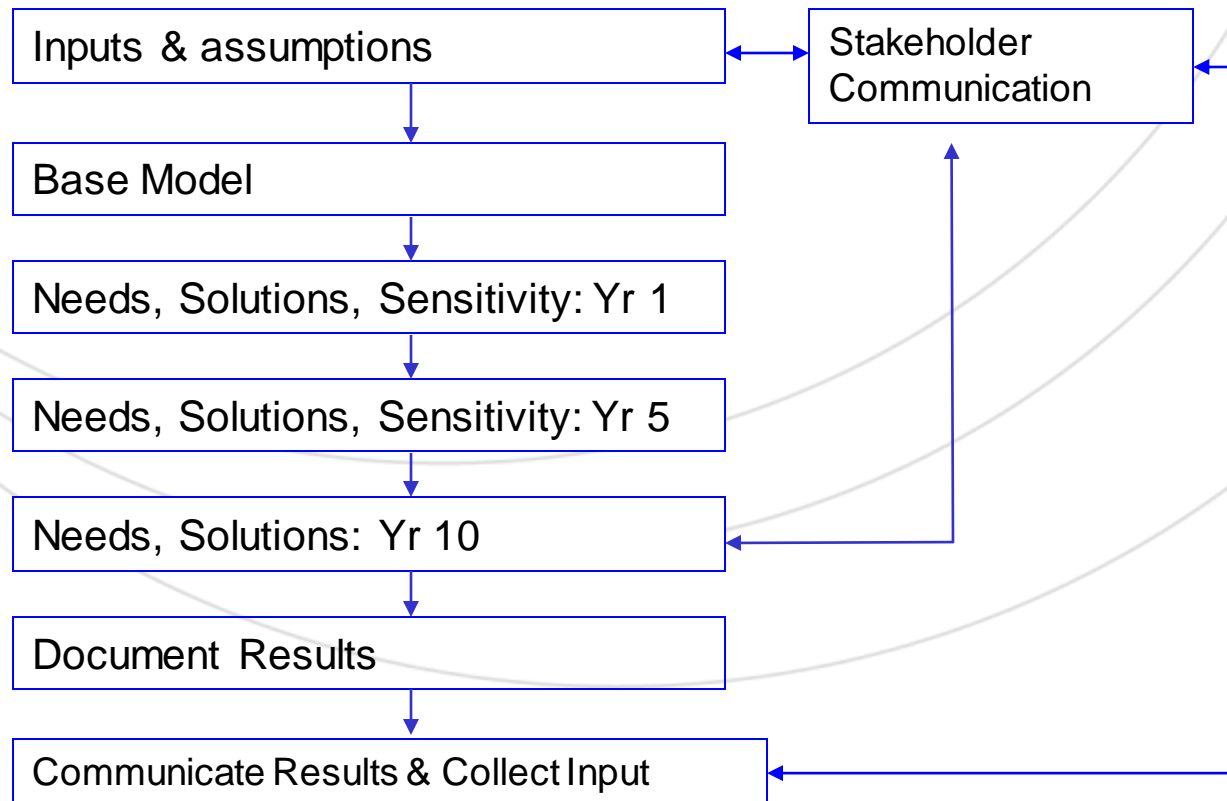 Inputs & assumptions
Stakeholder
Communication
Base Model
Needs, Solutions, Sensitivity: Yr 1
Needs, Solutions, Sensitivity: Yr 5
Needs, Solutions: Yr 10
Document Results
Communicate Results & Collect Input